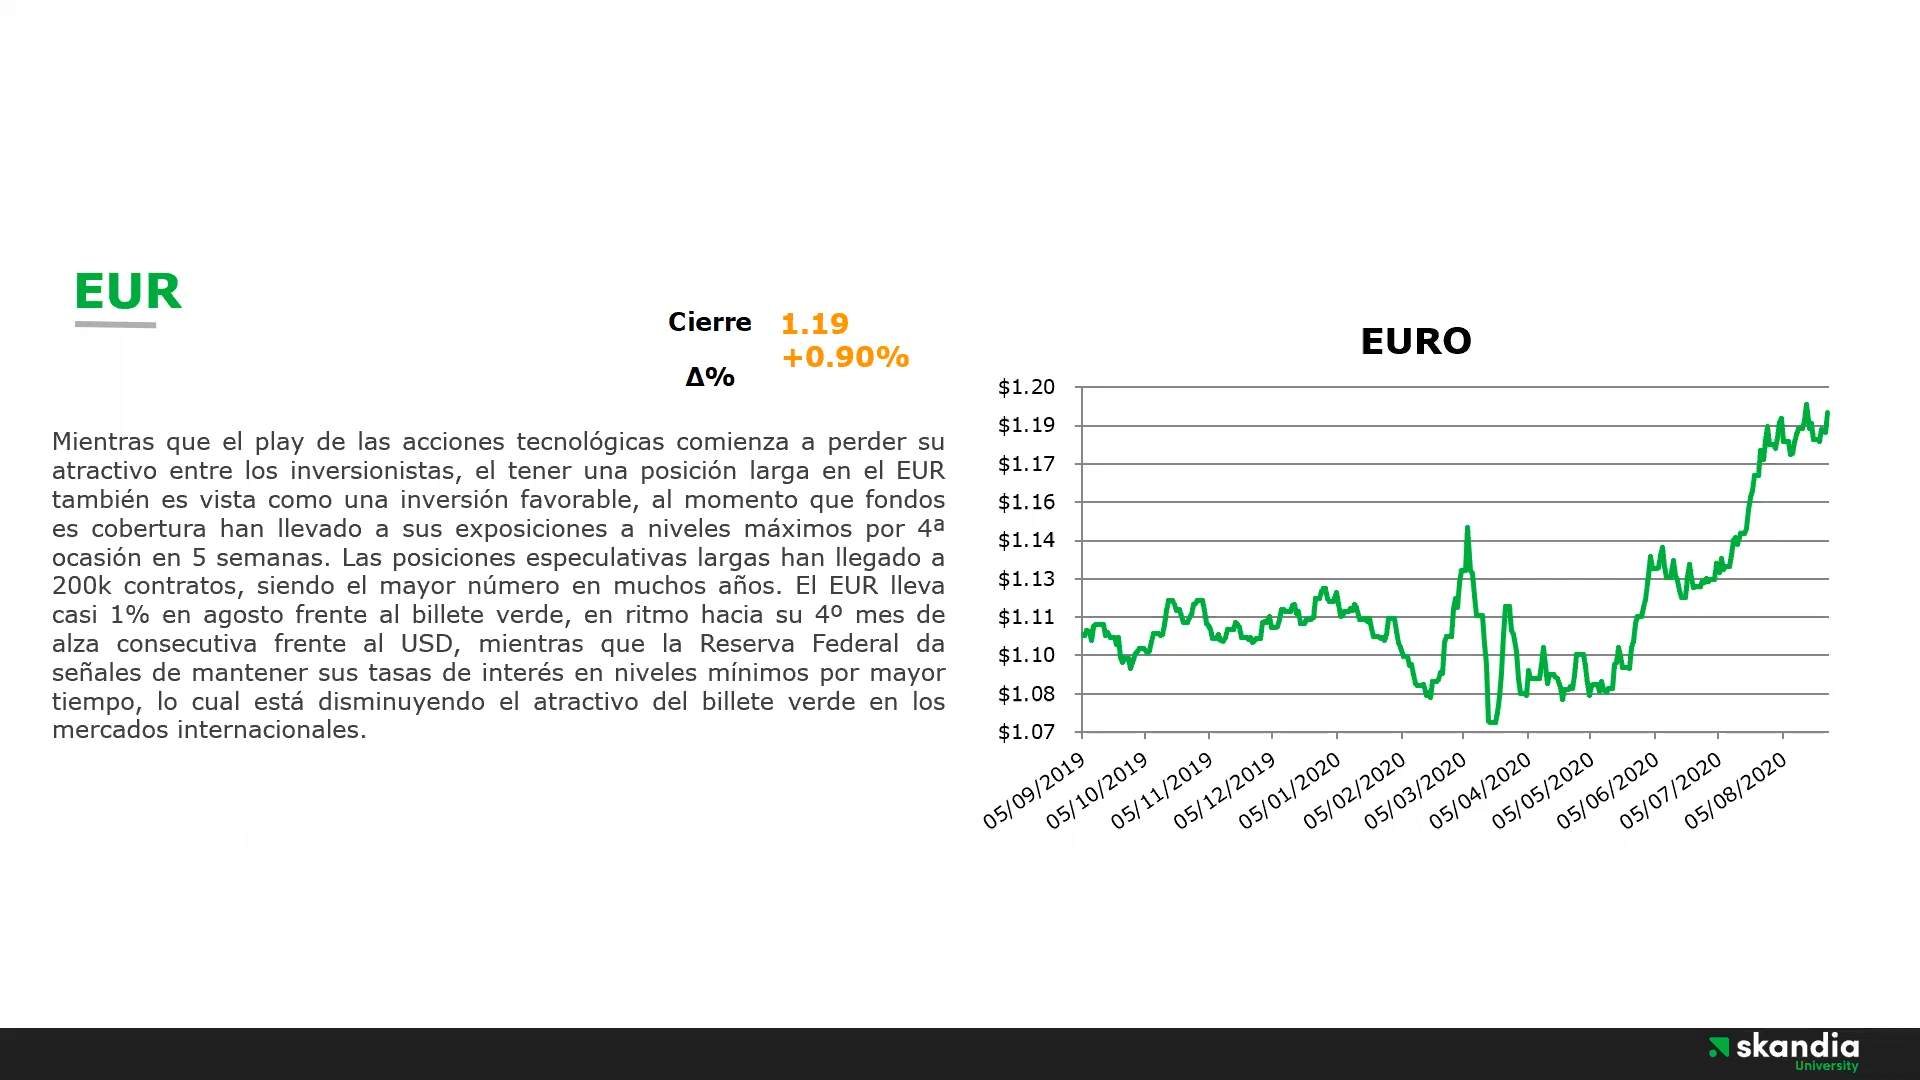 EUR
Cierre 1.19
+0.90%
Δ%
Mientras que el play de las acciones tecnológicas comienza a perder su
atractivo entre los inversionistas, el tener una posición larga en el EUR
también es vista como una inversión favorable, al momento que fondos
es cobertura han llevado a sus exposiciones a niveles máximos por 4ª
ocasión en 5 semanas. Las posiciones especulativas largas han llegado a
200k contratos, siendo el mayor número en muchos años. El EUR lleva
casi 1% en agosto frente al billete verde, en ritmo hacia su 4º mes de
alza consecutiva frente al USD, mientras que la Reserva Federal da
señales de mantener sus tasas de interés en niveles mínimos por mayor
tiempo, lo cual está disminuyendo el atractivo del billete verde en los
mercados internacionales.
EURO
$1.20
$1.19
$1.17
$1.16
$1.14
$1.13
$1.11
$1.10
$1.08
$1.07
05/09/2019
05/10/2019
05/11/2019
05/12/2019
05/01/2020
05/02/2020
05/03/2020
05/04/2020
05/05/2020
05/06/2020
05/07/2020
05/08/2020
skandia
University